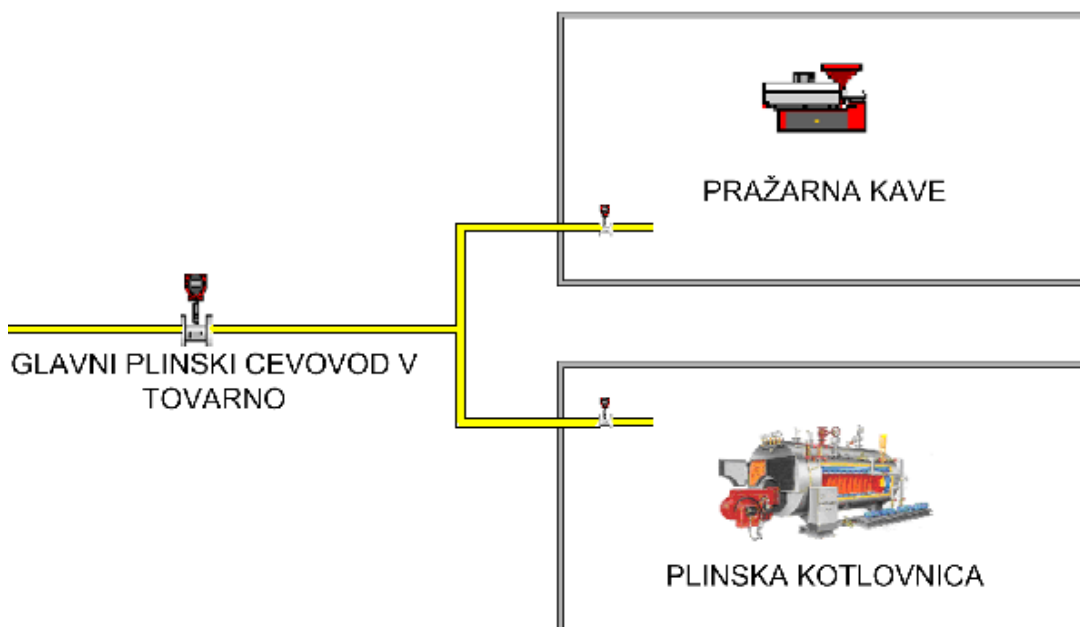 PRAŽARNA KAVE
GLAVNI PLINSKI CEVOVOD V
TOVARNO
PLINSKA KOTLOVNICA